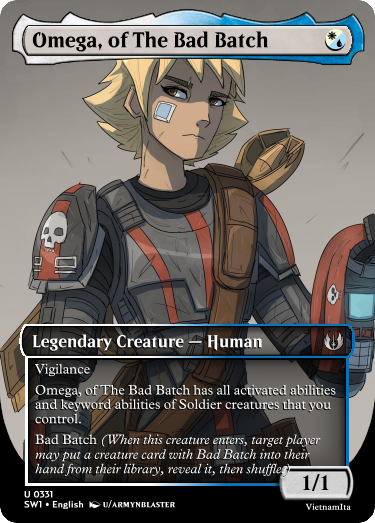 Omega, of The Bad Batch
Legendary Creature — Human
Vigilance
Omega, of The Bad Batch has all activated abilities
and keyword abilities of Soldier creatures that you
control.
Bad Batch (When this creature enters, target player
may put a creature card with Bad Batch into their
hand from their library, reveal it, then shuffle)
1/1
U 0331
SW1 • English U/ARMYNBLASTER
VietnamIta